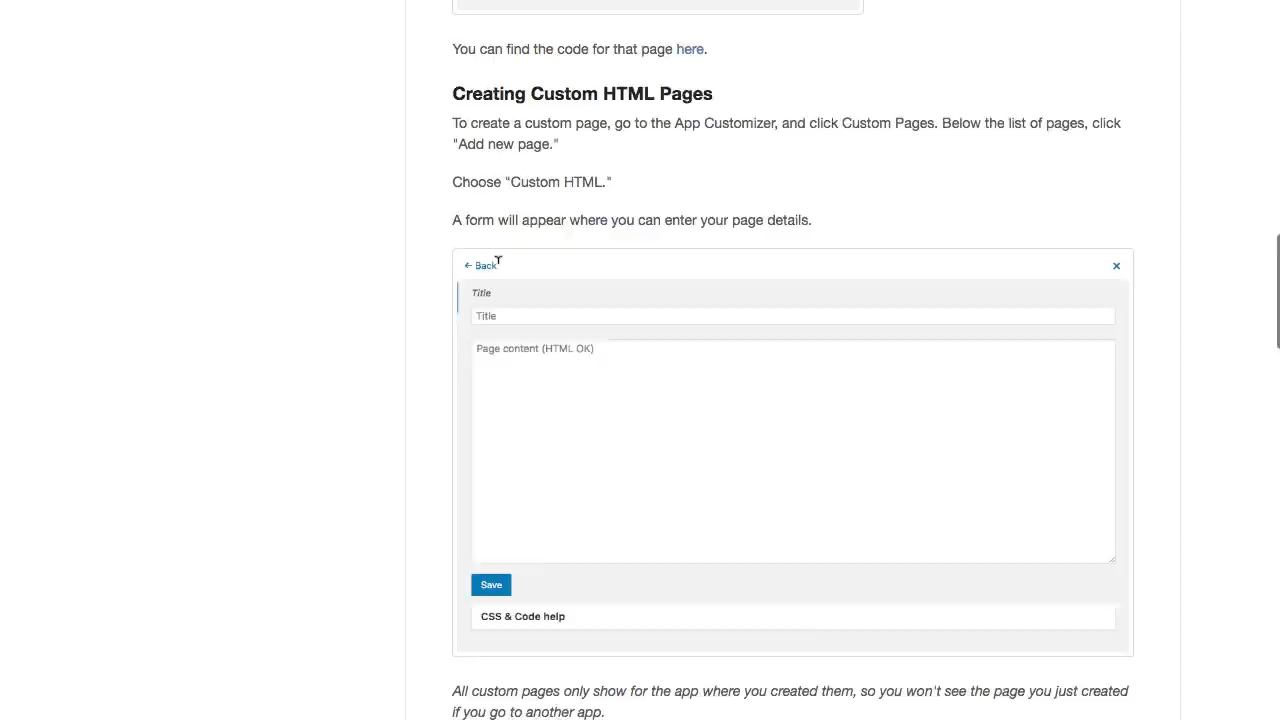 You can find the code for that page here.
Creating Custom HTML Pages
To create a custom page, go to the App Customizer, and click Custom Pages. Below the list of pages, click
"Add new page."
Choose "Custom HTML."
A form will appear where you can enter your page details.
← Back
×
Title
Title
Page content (HTML OK)
Save
CSS & Code help
All custom pages only show for the app where you created them, so you won't see the page you just created
if you go to another app.